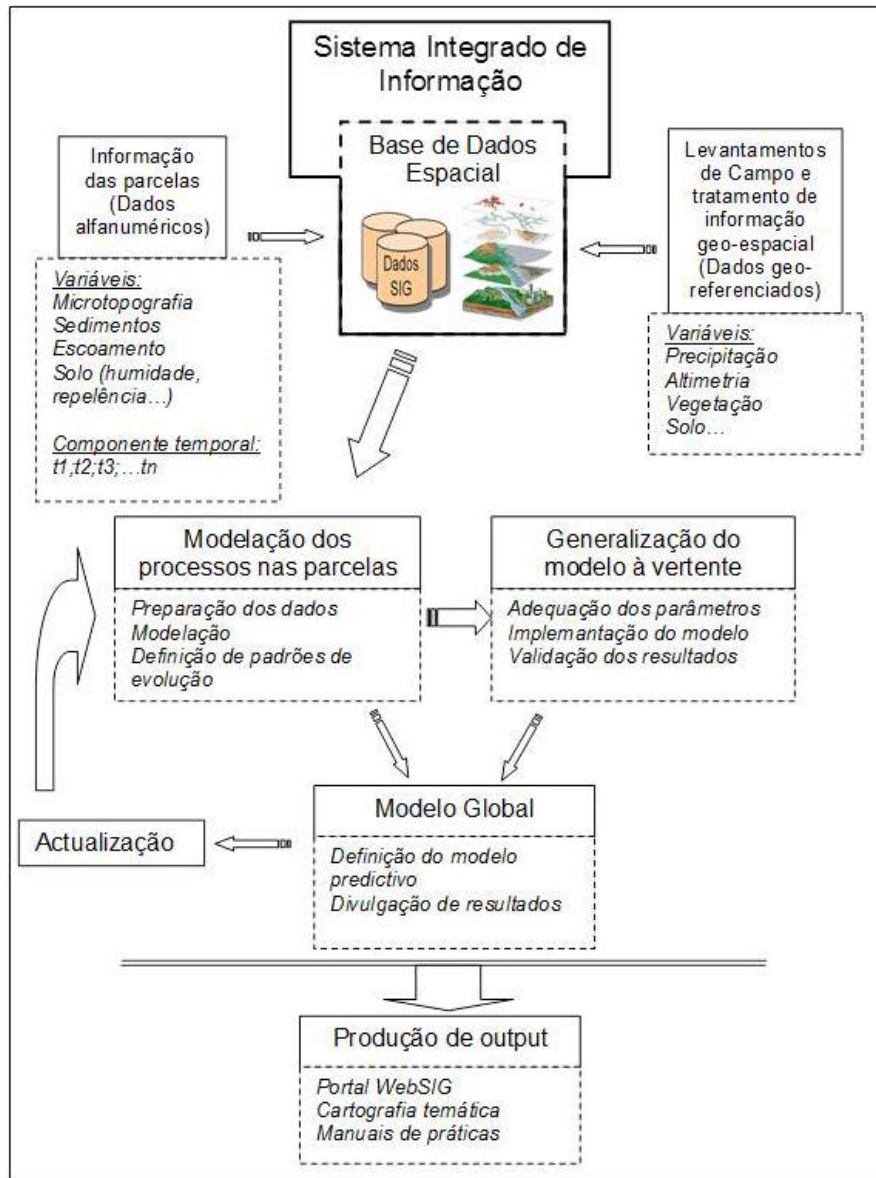 Sistema Integrado de
Informação
Base de Dados
Espacial
Dados
SIG
Informação
das parcelas
(Dados
alfanuméricos)
Variáveis:
Microtopografia
Sedimentos
Escoamento
Solo (humidade,
repelência…)
Componente temporal:
t1,t2;t3;…tn
Levantamentos
de Campo e
tratamento de
informação
geo-espacial
(Dados geo-
referenciados)
Variáveis:
Precipitação
Altimetria
Vegetação
Solo…
Modelação dos
processos nas parcelas
Preparação dos dados
Modelação
Definição de padrões de
evolução
Generalização do
modelo à vertente
Adequação dos parâmetros
Implemantação do modelo
Validação dos resultados
Modelo Global
Definição do modelo
predictivo
Divulgação de resultados
Actualização
Produção de output
Portal WebSIG
Cartografia temática
Manuais de práticas